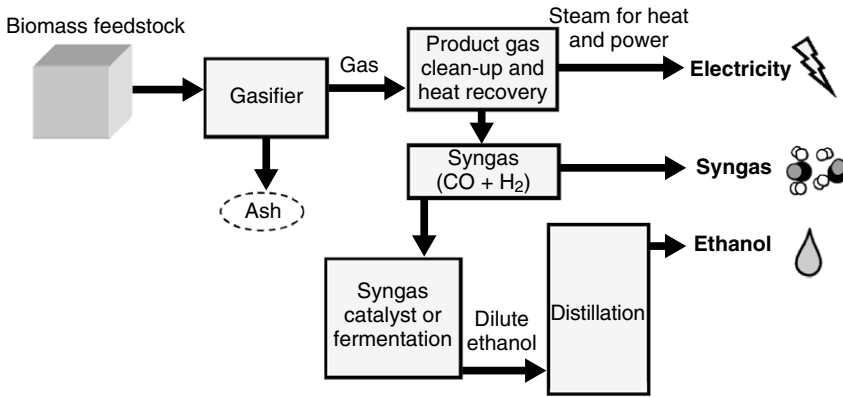 Biomass feedstock
Gasifier
Ash
Gas
Product gas
clean-up and
heat recovery
Steam for heat
and power
Electricity
Syngas
(CO + H₂)
Syngas
Syngas
catalyst or
fermentation
Dilute
ethanol
Distillation
Ethanol